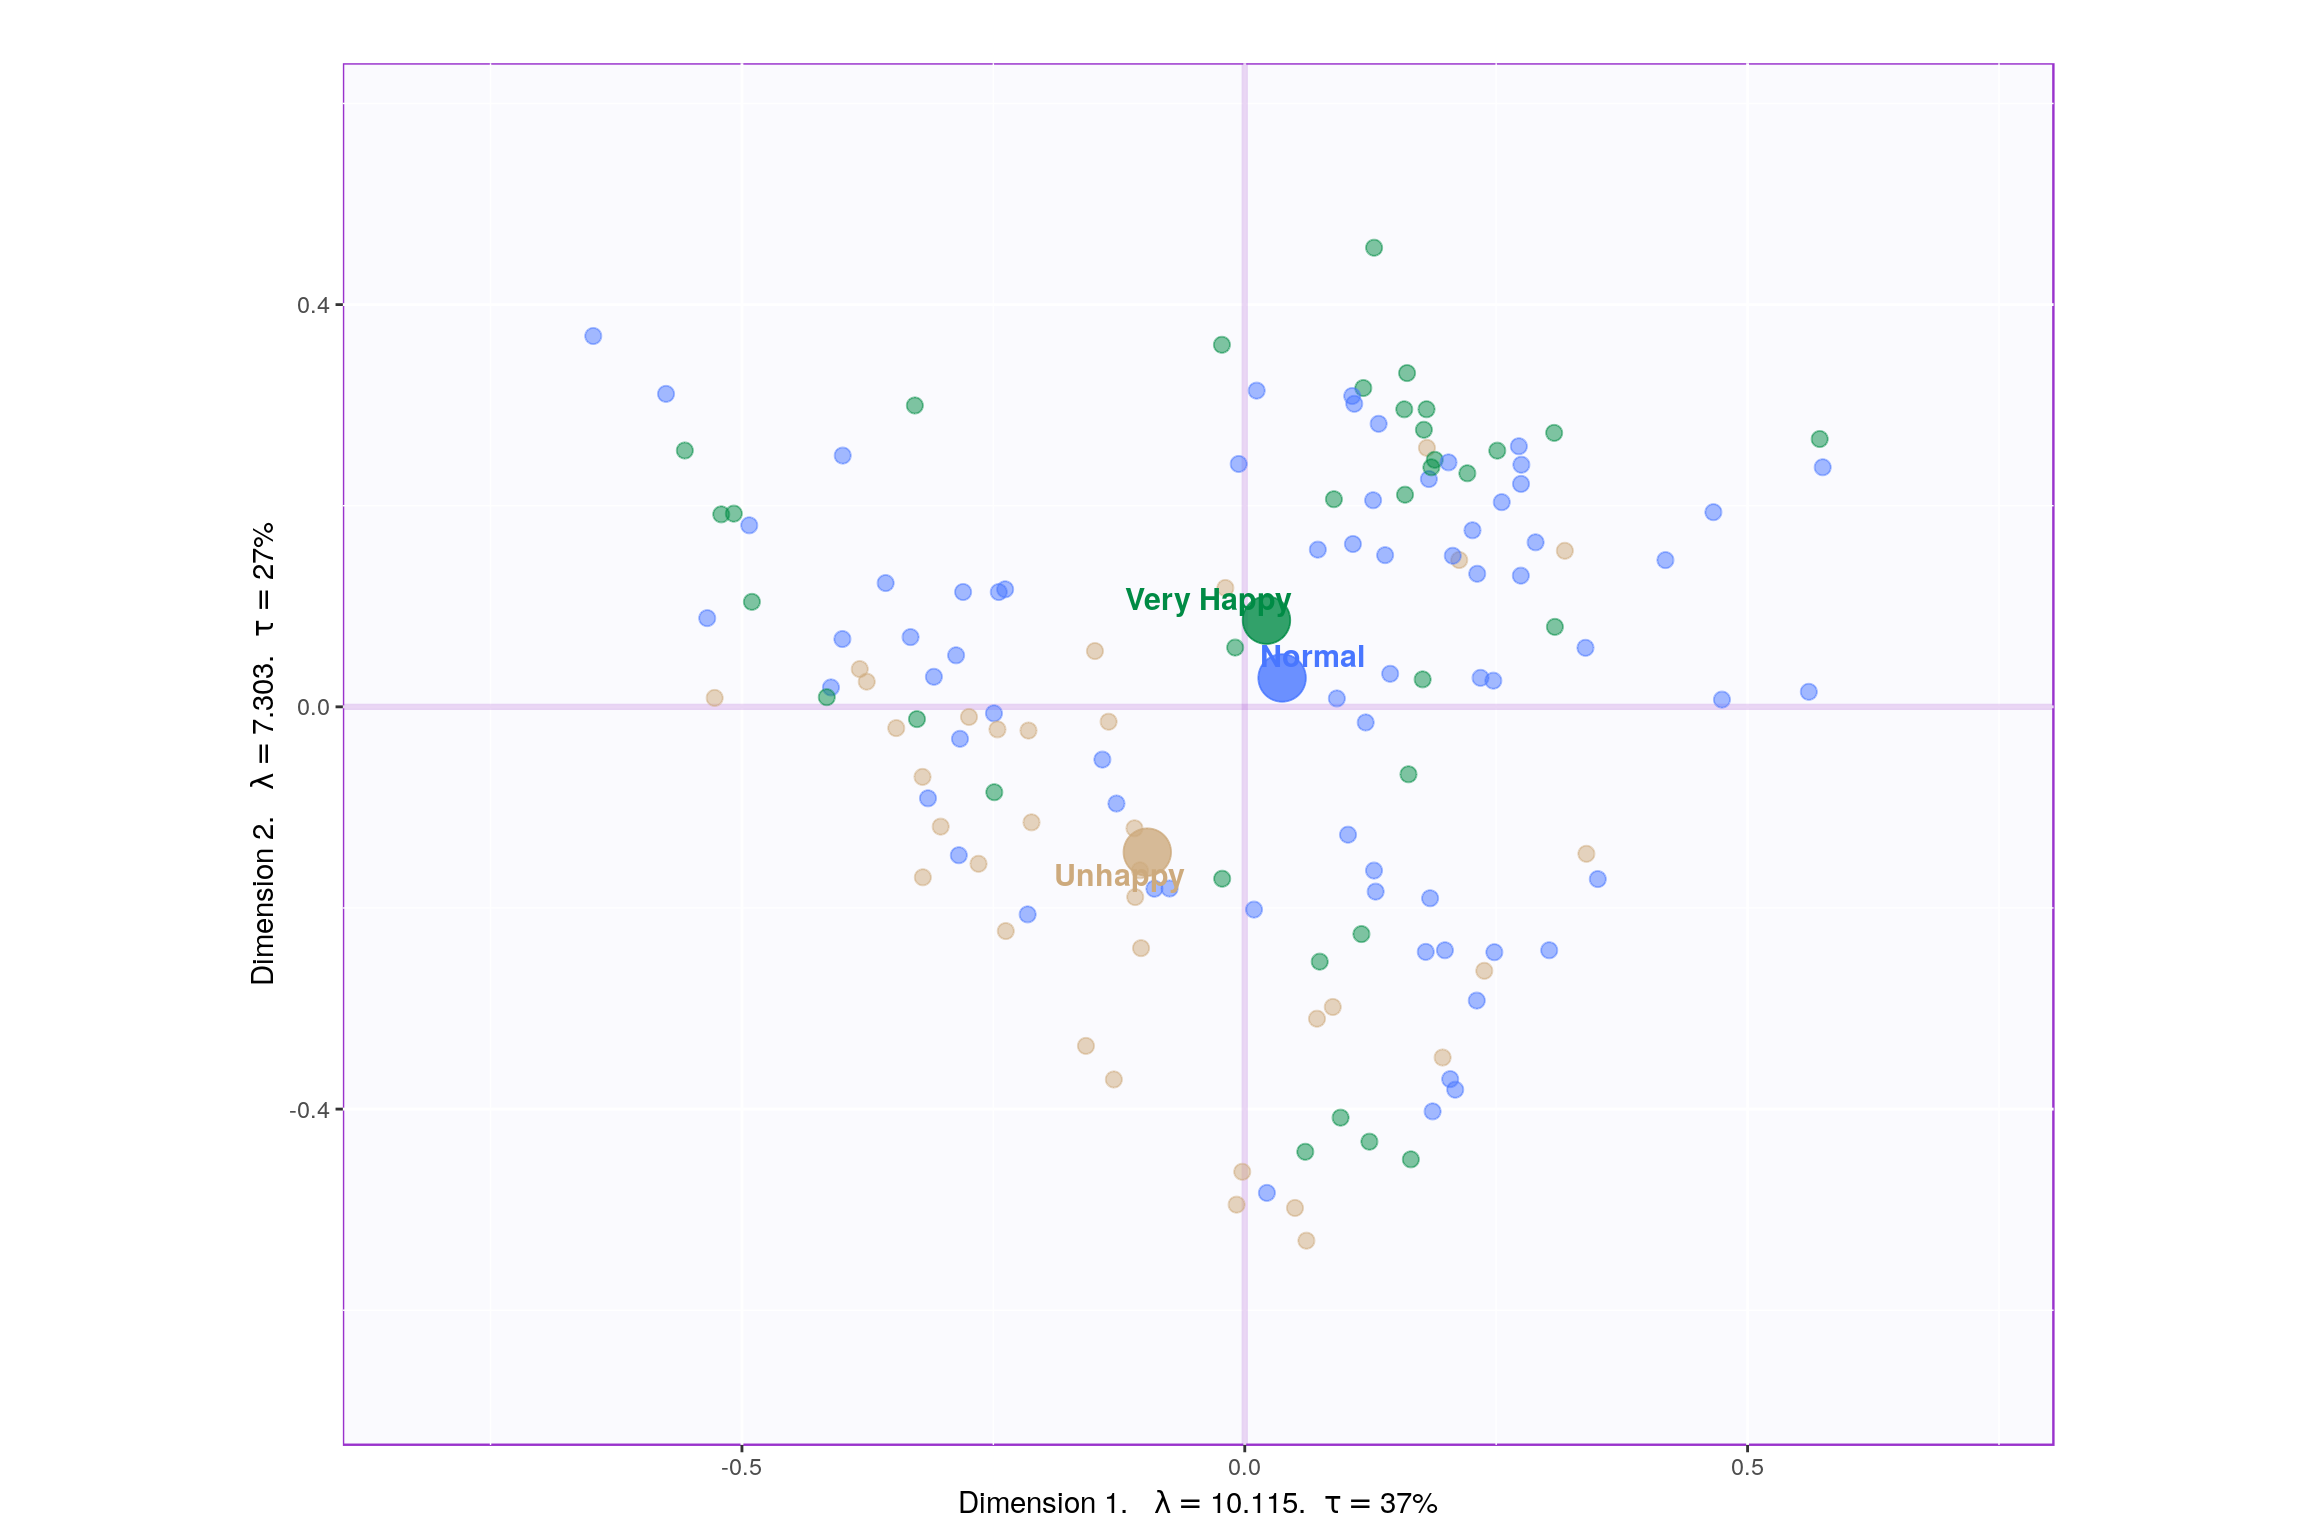 0.4
Very Happy
Normal
0.0
Unhappy
-0.4
-0.5
0.0
0.5
Dimension 1. λ = 10.115. τ = 37%
Dimension 2. λ = 7.303. τ = 27%